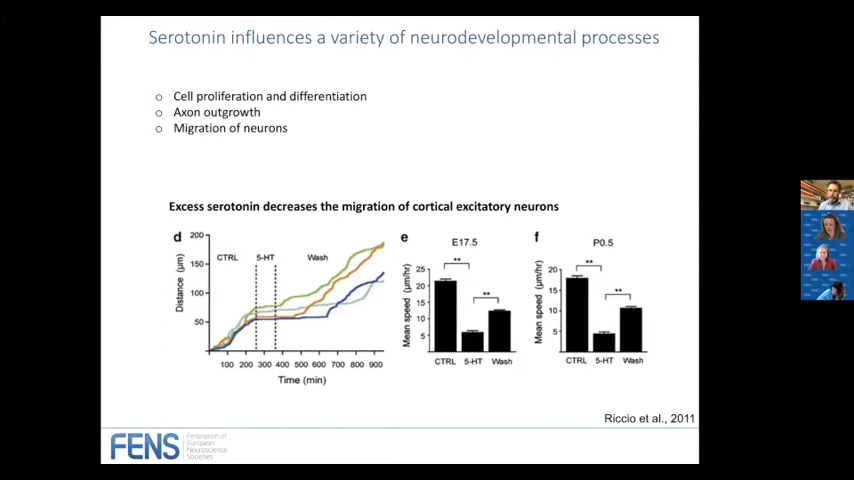 Serotonin influences a variety of neurodevelopmental processes
o Cell proliferation and differentiation
o Axon outgrowth
o Migration of neurons
Excess serotonin decreases the migration of cortical excitatory neurons
d
200
150
100
50
Distance (µm)
CTRL 5-HT Wash
100 200 300 400 500 600 700 800 900
Time (min)
e
E17.5
25
20
15
10
5
Mean speed (µm/hr)
** **
CTRL 5-HT Wash
f
P0.5
20
15
10
5
Mean speed (µm/hr)
** **
CTRL 5-HT Wash
Riccio et al., 2011
FENS
Federation of
European
Neuroscience
Societies